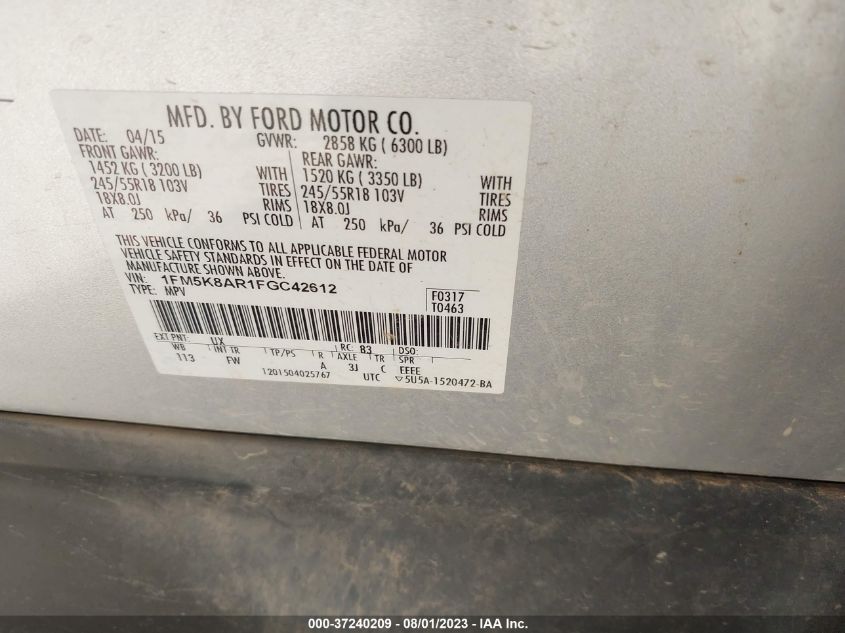 MFD. BY FORD MOTOR CO.
DATE: 04/15 GVWR: 2858 KG ( 6300 LB)
FRONT GAWR: REAR GAWR:
1452 KG ( 3200 LB) WITH 1520 KG ( 3350 LB) WITH
245/55R18 103V TIRES 245/55R18 103V TIRES
18X8.0J RIMS 18X8.0J RIMS
AT 250 kPa/ 36 PSI COLD AT 250 kPa/ 36 PSI COLD
THIS VEHICLE CONFORMS TO ALL APPLICABLE FEDERAL MOTOR
VEHICLE SAFETY STANDARDS IN EFFECT ON THE DATE OF
MANUFACTURE SHOWN ABOVE.
VIN: 1FM5K8AR1FGC42612
TYPE: MPV
F0317
T0463
EXT PNT: UX RC: 83 DSO:
WB INT TR TP/PS R AXLE TR SPR
113 FW A 3J C EEEE
1201504025767 UTC ▽5U5A-1520472-BA
000-37240209 - 08/01/2023 - IAA Inc.